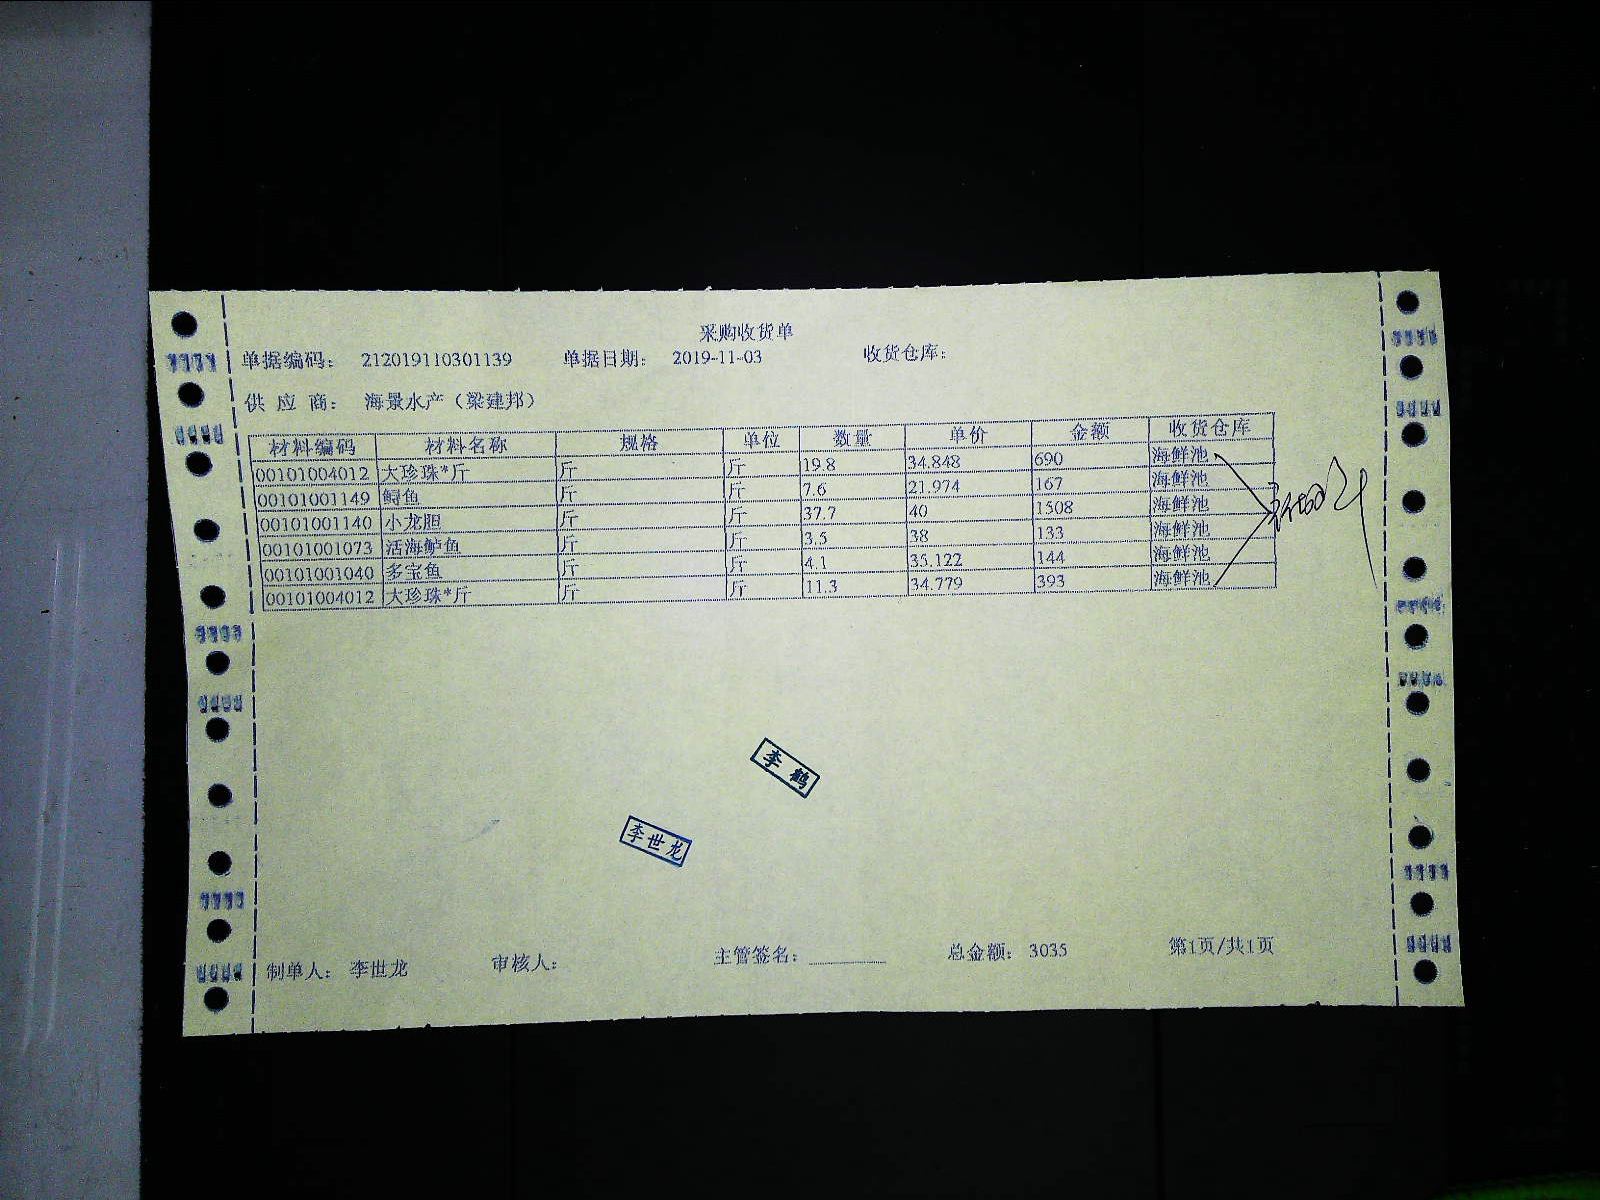 采购收货单
单据编码： 212019110301139 单据日期： 2019-11-03 收货仓库：
供 应 商： 海景水产（梁建邦）
材料编码 材料名称 规格 单位 数量 单价 金额 收货仓库
00101004012 大珍珠*斤 斤 斤 19.8 34.848 690 海鲜池
00101001149 鲟鱼 斤 斤 7.6 21.974 167 海鲜池
00101001140 小龙胆 斤 斤 37.7 40 1508 海鲜池
00101001073 活海鲈鱼 斤 斤 3.5 38 133 海鲜池
00101001040 多宝鱼 斤 斤 4.1 35.122 144 海鲜池
00101004012 大珍珠*斤 斤 斤 11.3 34.779 393 海鲜池
李鹤
李世龙
制单人： 李世龙 审核人： 主管签名：________ 总金额： 3035 第1页/共1页